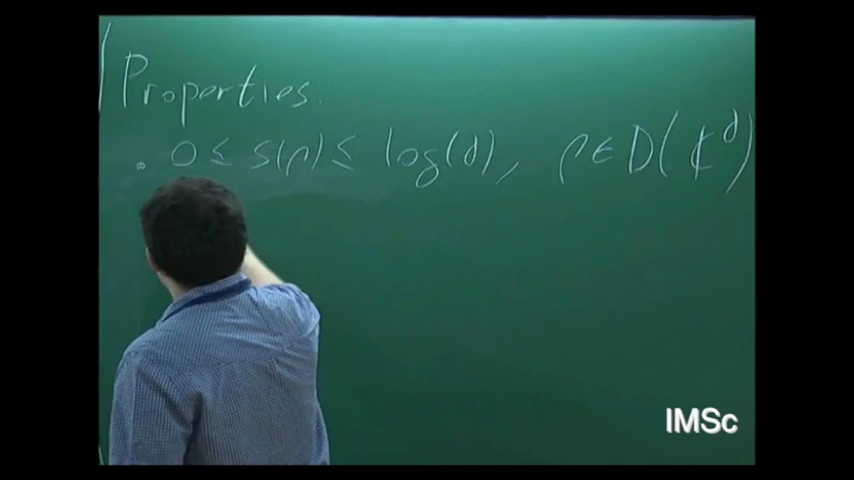 Properties.
. 0 ≤ S(ρ) ≤ log(d), ρ ∈ D(ℂ^d)
IMSc